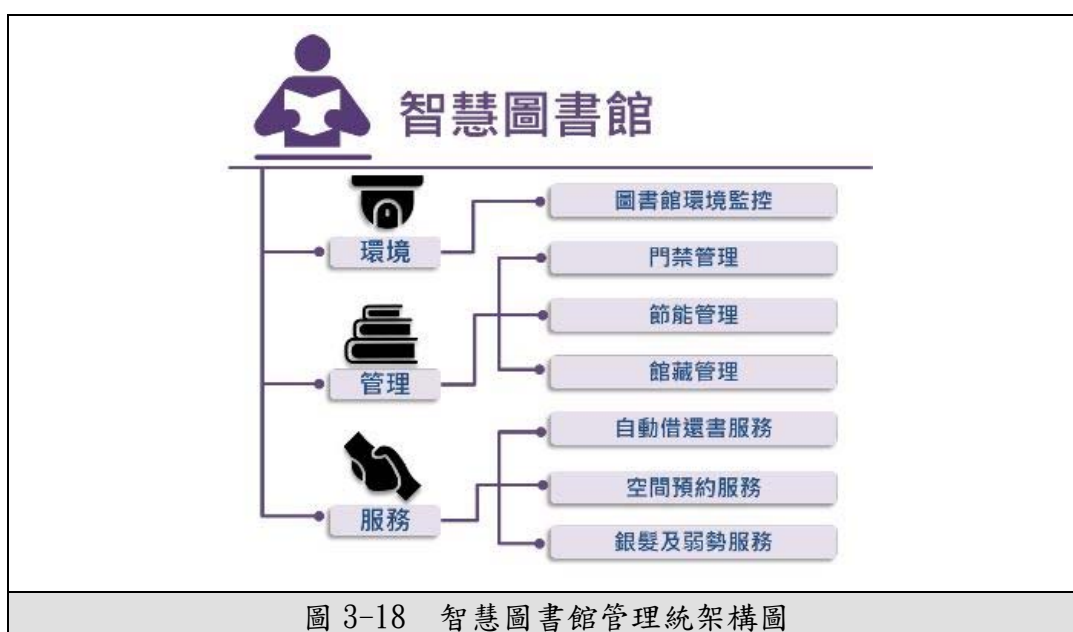 智慧圖書館
環境
圖書館環境監控
管理
門禁管理
節能管理
館藏管理
服務
自動借還書服務
空間預約服務
銀髮及弱勢服務
圖 3-18 智慧圖書館管理統架構圖